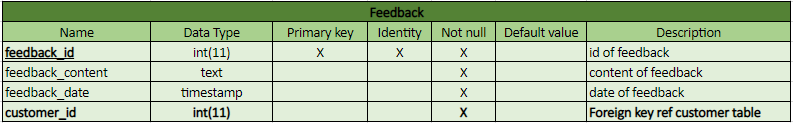 Feedback
Name Data Type Primary key Identity Not null Default value Description
feedback_id int(11) X X X id of feedback
feedback_content text X content of feedback
feedback_date timestamp X date of feedback
customer_id int(11) X Foreign key ref customer table